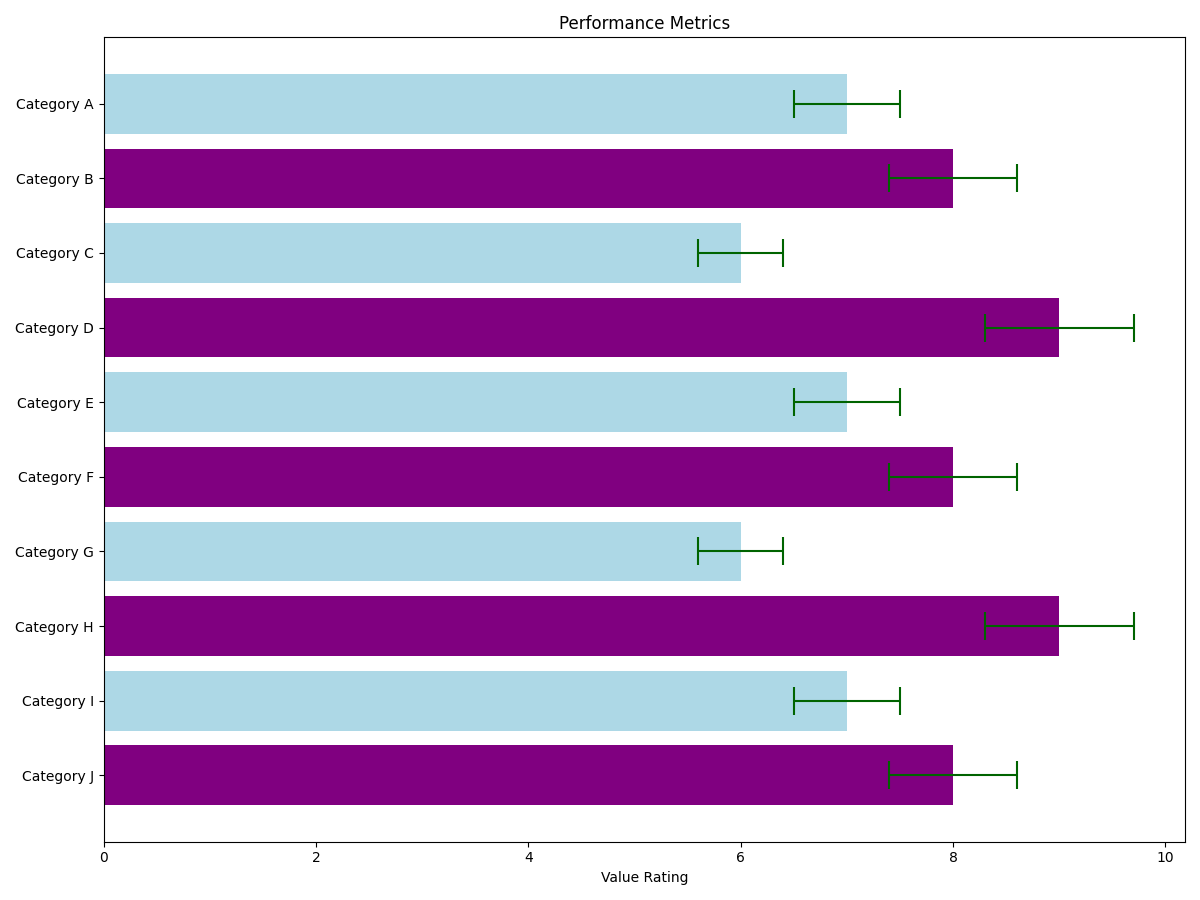 Performance Metrics
Category A
Category B
Category C
Category D
Category E
Category F
Category G
Category H
Category I
Category J
0 2 4 6 8 10
Value Rating